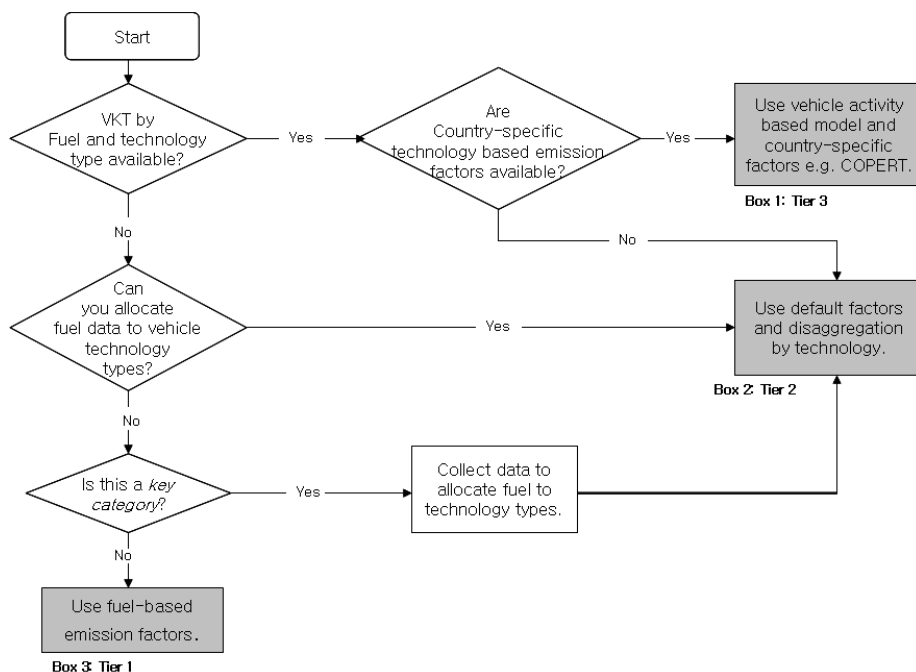 Start
VKT by
Fuel and technology
type available?
Yes
Are
Country-specific
technology based emission
factors available?
Yes
Use vehicle activity
based model and
country-specific
factors e.g. COPERT.
Box 1: Tier 3
No
No
Can
you allocate
fuel data to vehicle
technology
types?
Yes
Use default factors
and disaggregation
by technology.
Box 2: Tier 2
No
Is this a key
category?
Yes
Collect data to
allocate fuel to
technology types.
No
Use fuel-based
emission factors.
Box 3: Tier 1